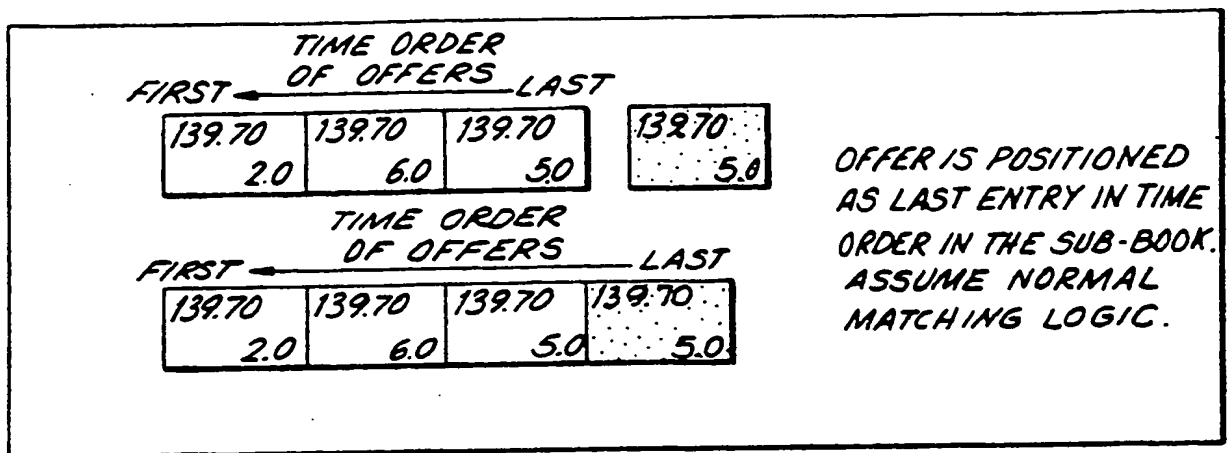 TIME ORDER
OF OFFERS
FIRST LAST
139.70 139.70 139.70 139.70
2.0 6.0 5.0 5.0
TIME ORDER
OF OFFERS
FIRST LAST
139.70 139.70 139.70 139.70
2.0 6.0 5.0 5.0
OFFER IS POSITIONED
AS LAST ENTRY IN TIME
ORDER IN THE SUB-BOOK.
ASSUME NORMAL
MATCHING LOGIC.